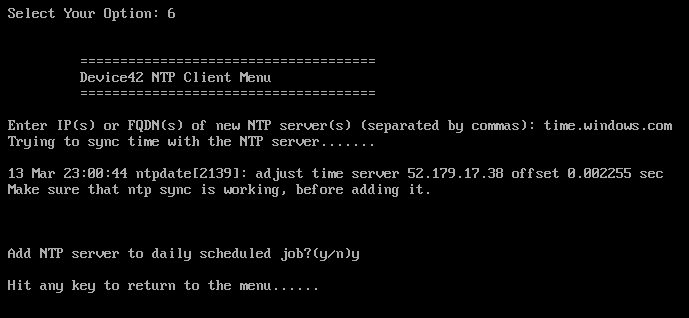 Select Your Option: 6
=====================================
Device42 NTP Client Menu
=====================================
Enter IP(s) or FQDN(s) of new NTP server(s) (separated by commas): time.windows.com
Trying to sync time with the NTP server.......
13 Mar 23:00:44 ntpdate[2139]: adjust time server 52.179.17.38 offset 0.002255 sec
Make sure that ntp sync is working, before adding it.
Add NTP server to daily scheduled job?(y/n)y
Hit any key to return to the menu......